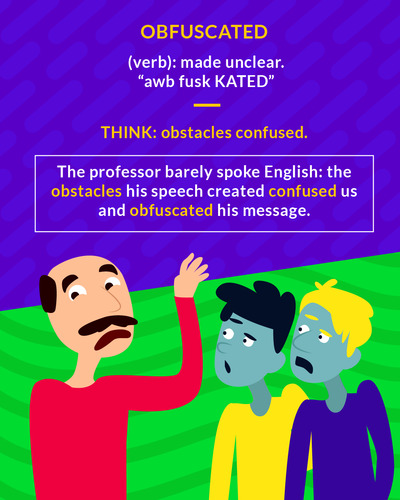 OBFUSCATED
(verb): made unclear.
“awb fusk KATED”
THINK: obstacles confused.
The professor barely spoke English: the
obstacles his speech created confused us
and obfuscated his message.